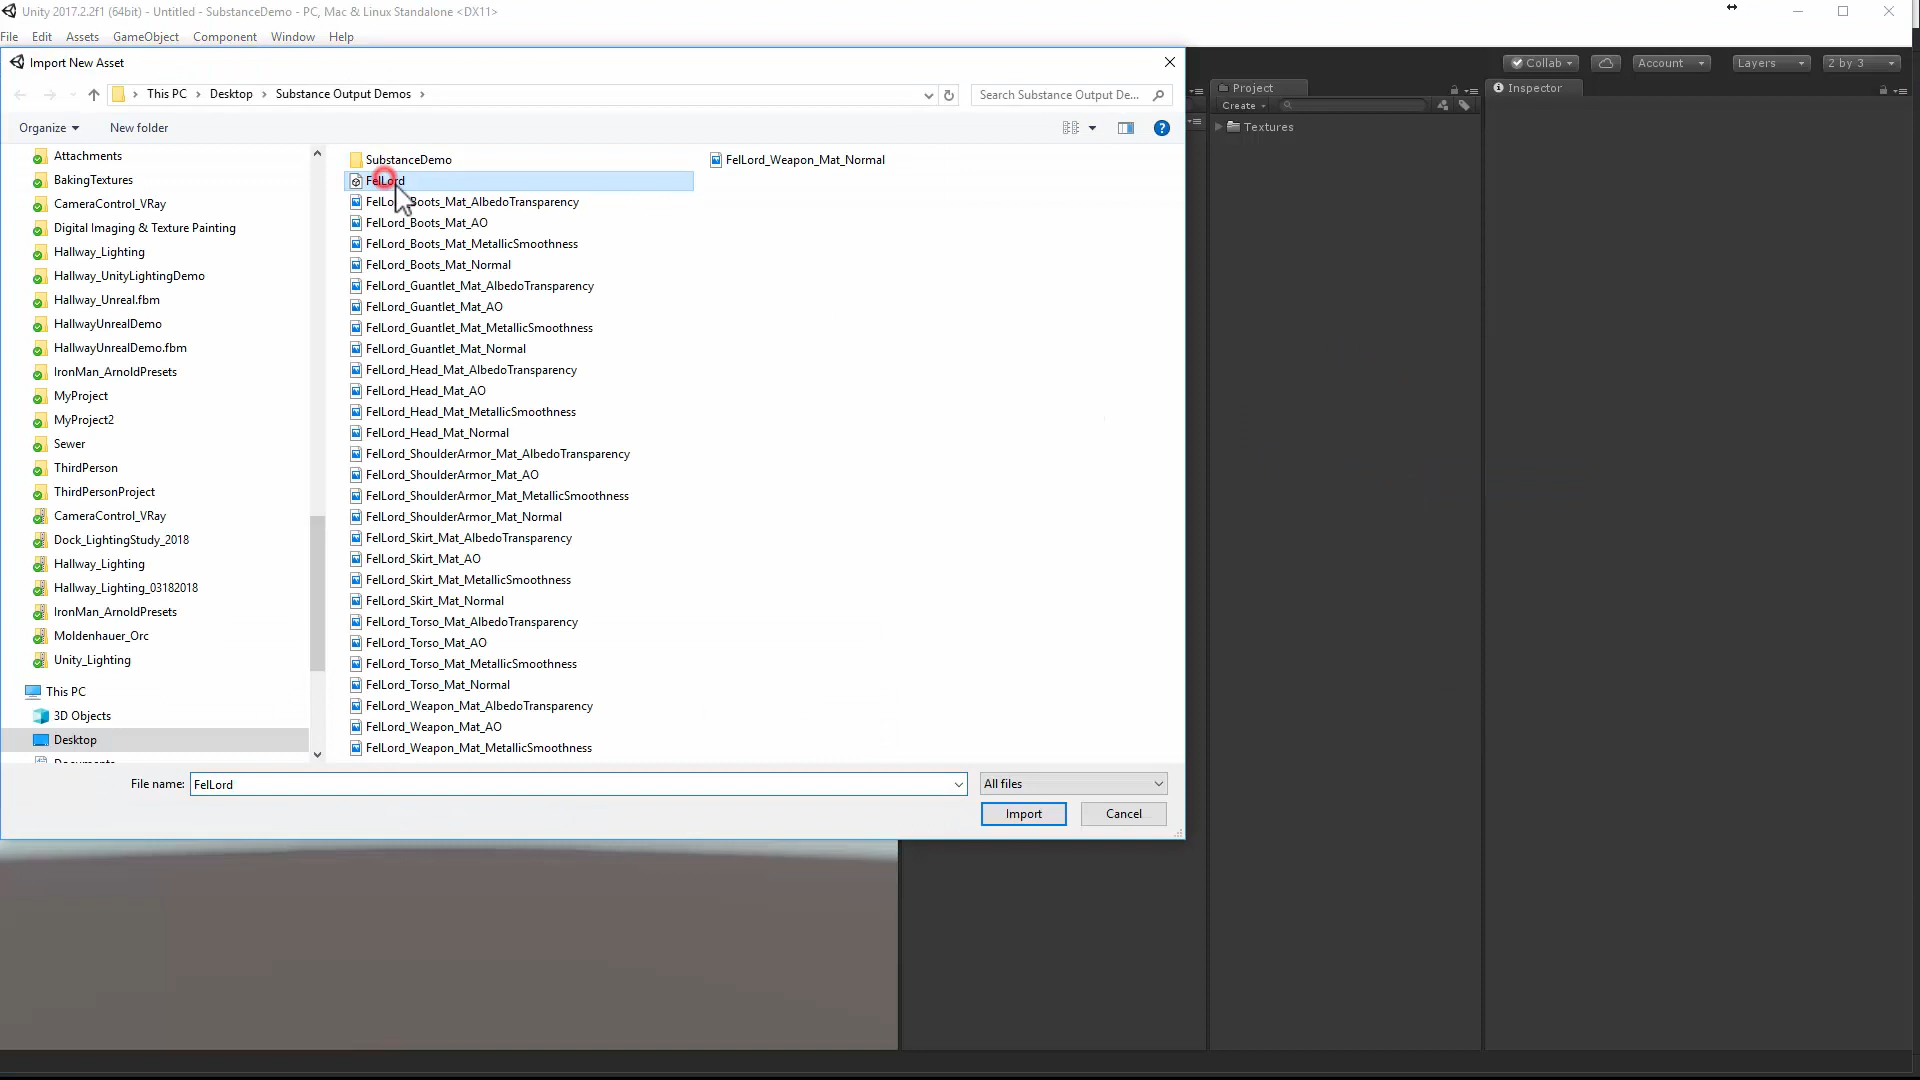 Unity 2017.2.2f1 (64bit) - Untitled - SubstanceDemo - PC, Mac & Linux Standalone <DX11>
File Edit Assets GameObject Component Window Help
Import New Asset
Collab Account Layers 2 by 3
This PC Desktop Substance Output Demos Search Substance Output De...
Project Inspector
Create
Organize New folder
Textures
Attachments
BakingTextures
CameraControl_VRay
Digital Imaging & Texture Painting
Hallway_Lighting
Hallway_UnityLightingDemo
Hallway_Unreal.fbm
HallwayUnrealDemo
HallwayUnrealDemo.fbm
IronMan_ArnoldPresets
MyProject
MyProject2
Sewer
ThirdPerson
ThirdPersonProject
CameraControl_VRay
Dock_LightingStudy_2018
Hallway_Lighting
Hallway_Lighting_03182018
IronMan_ArnoldPresets
Moldenhauer_Orc
Unity_Lighting
This PC
3D Objects
Desktop
SubstanceDemo
FelLord
FelLord_Boots_Mat_AlbedoTransparency
FelLord_Boots_Mat_AO
FelLord_Boots_Mat_MetallicSmoothness
FelLord_Boots_Mat_Normal
FelLord_Guantlet_Mat_AlbedoTransparency
FelLord_Guantlet_Mat_AO
FelLord_Guantlet_Mat_MetallicSmoothness
FelLord_Guantlet_Mat_Normal
FelLord_Head_Mat_AlbedoTransparency
FelLord_Head_Mat_AO
FelLord_Head_Mat_MetallicSmoothness
FelLord_Head_Mat_Normal
FelLord_ShoulderArmor_Mat_AlbedoTransparency
FelLord_ShoulderArmor_Mat_AO
FelLord_ShoulderArmor_Mat_MetallicSmoothness
FelLord_ShoulderArmor_Mat_Normal
FelLord_Skirt_Mat_AlbedoTransparency
FelLord_Skirt_Mat_AO
FelLord_Skirt_Mat_MetallicSmoothness
FelLord_Skirt_Mat_Normal
FelLord_Torso_Mat_AlbedoTransparency
FelLord_Torso_Mat_AO
FelLord_Torso_Mat_MetallicSmoothness
FelLord_Torso_Mat_Normal
FelLord_Weapon_Mat_AlbedoTransparency
FelLord_Weapon_Mat_AO
FelLord_Weapon_Mat_MetallicSmoothness
FelLord_Weapon_Mat_Normal
File name: FelLord All files
Import Cancel